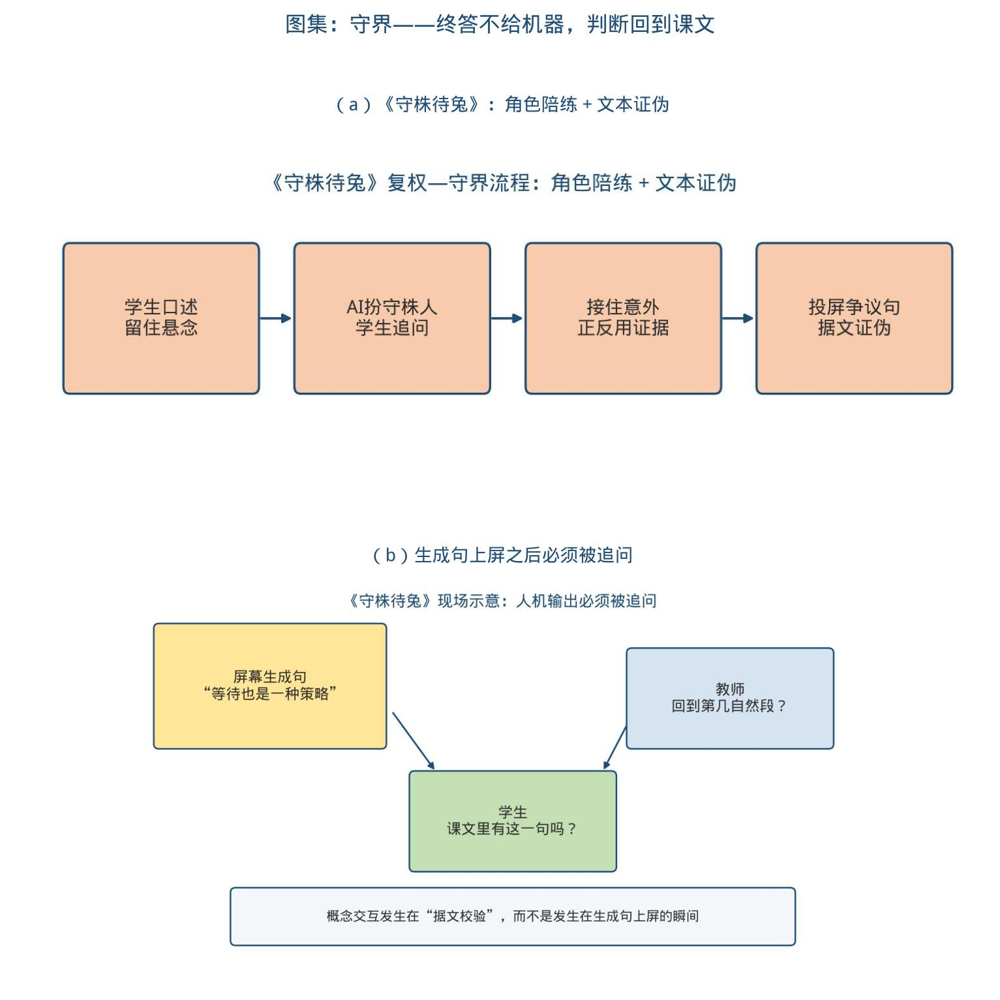 图集：守界——终答不给机器，判断回到课文
（a）《守株待兔》：角色陪练 + 文本证伪
《守株待兔》复权—守界流程：角色陪练 + 文本证伪
学生口述
留住悬念
AI扮守株人
学生追问
接住意外
正反用证据
投屏争议句
据文证伪
（b）生成句上屏之后必须被追问
《守株待兔》现场示意：人机输出必须被追问
屏幕生成句
“等待也是一种策略”
教师
回到第几自然段？
学生
课文里有这一句吗？
概念交互发生在“据文校验”，而不是发生在生成句上屏的瞬间